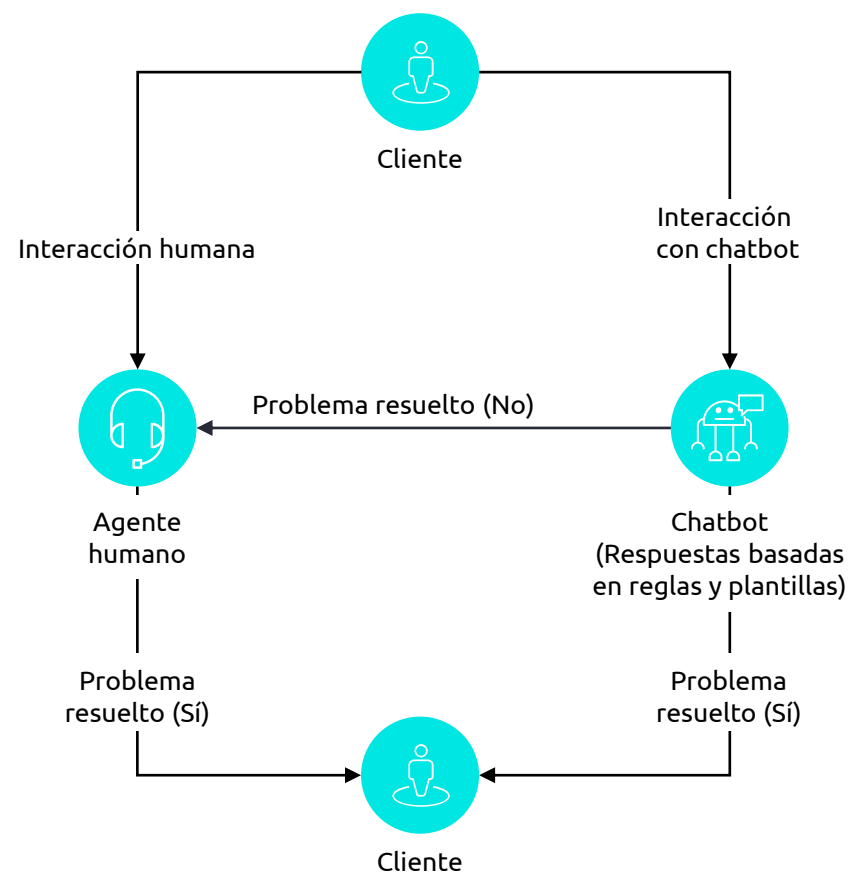 Cliente
Interacción humana
Interacción
con chatbot
Problema resuelto (No)
Agente
humano
Chatbot
(Respuestas basadas
en reglas y plantillas)
Problema
resuelto (Sí)
Problema
resuelto (Sí)
Cliente